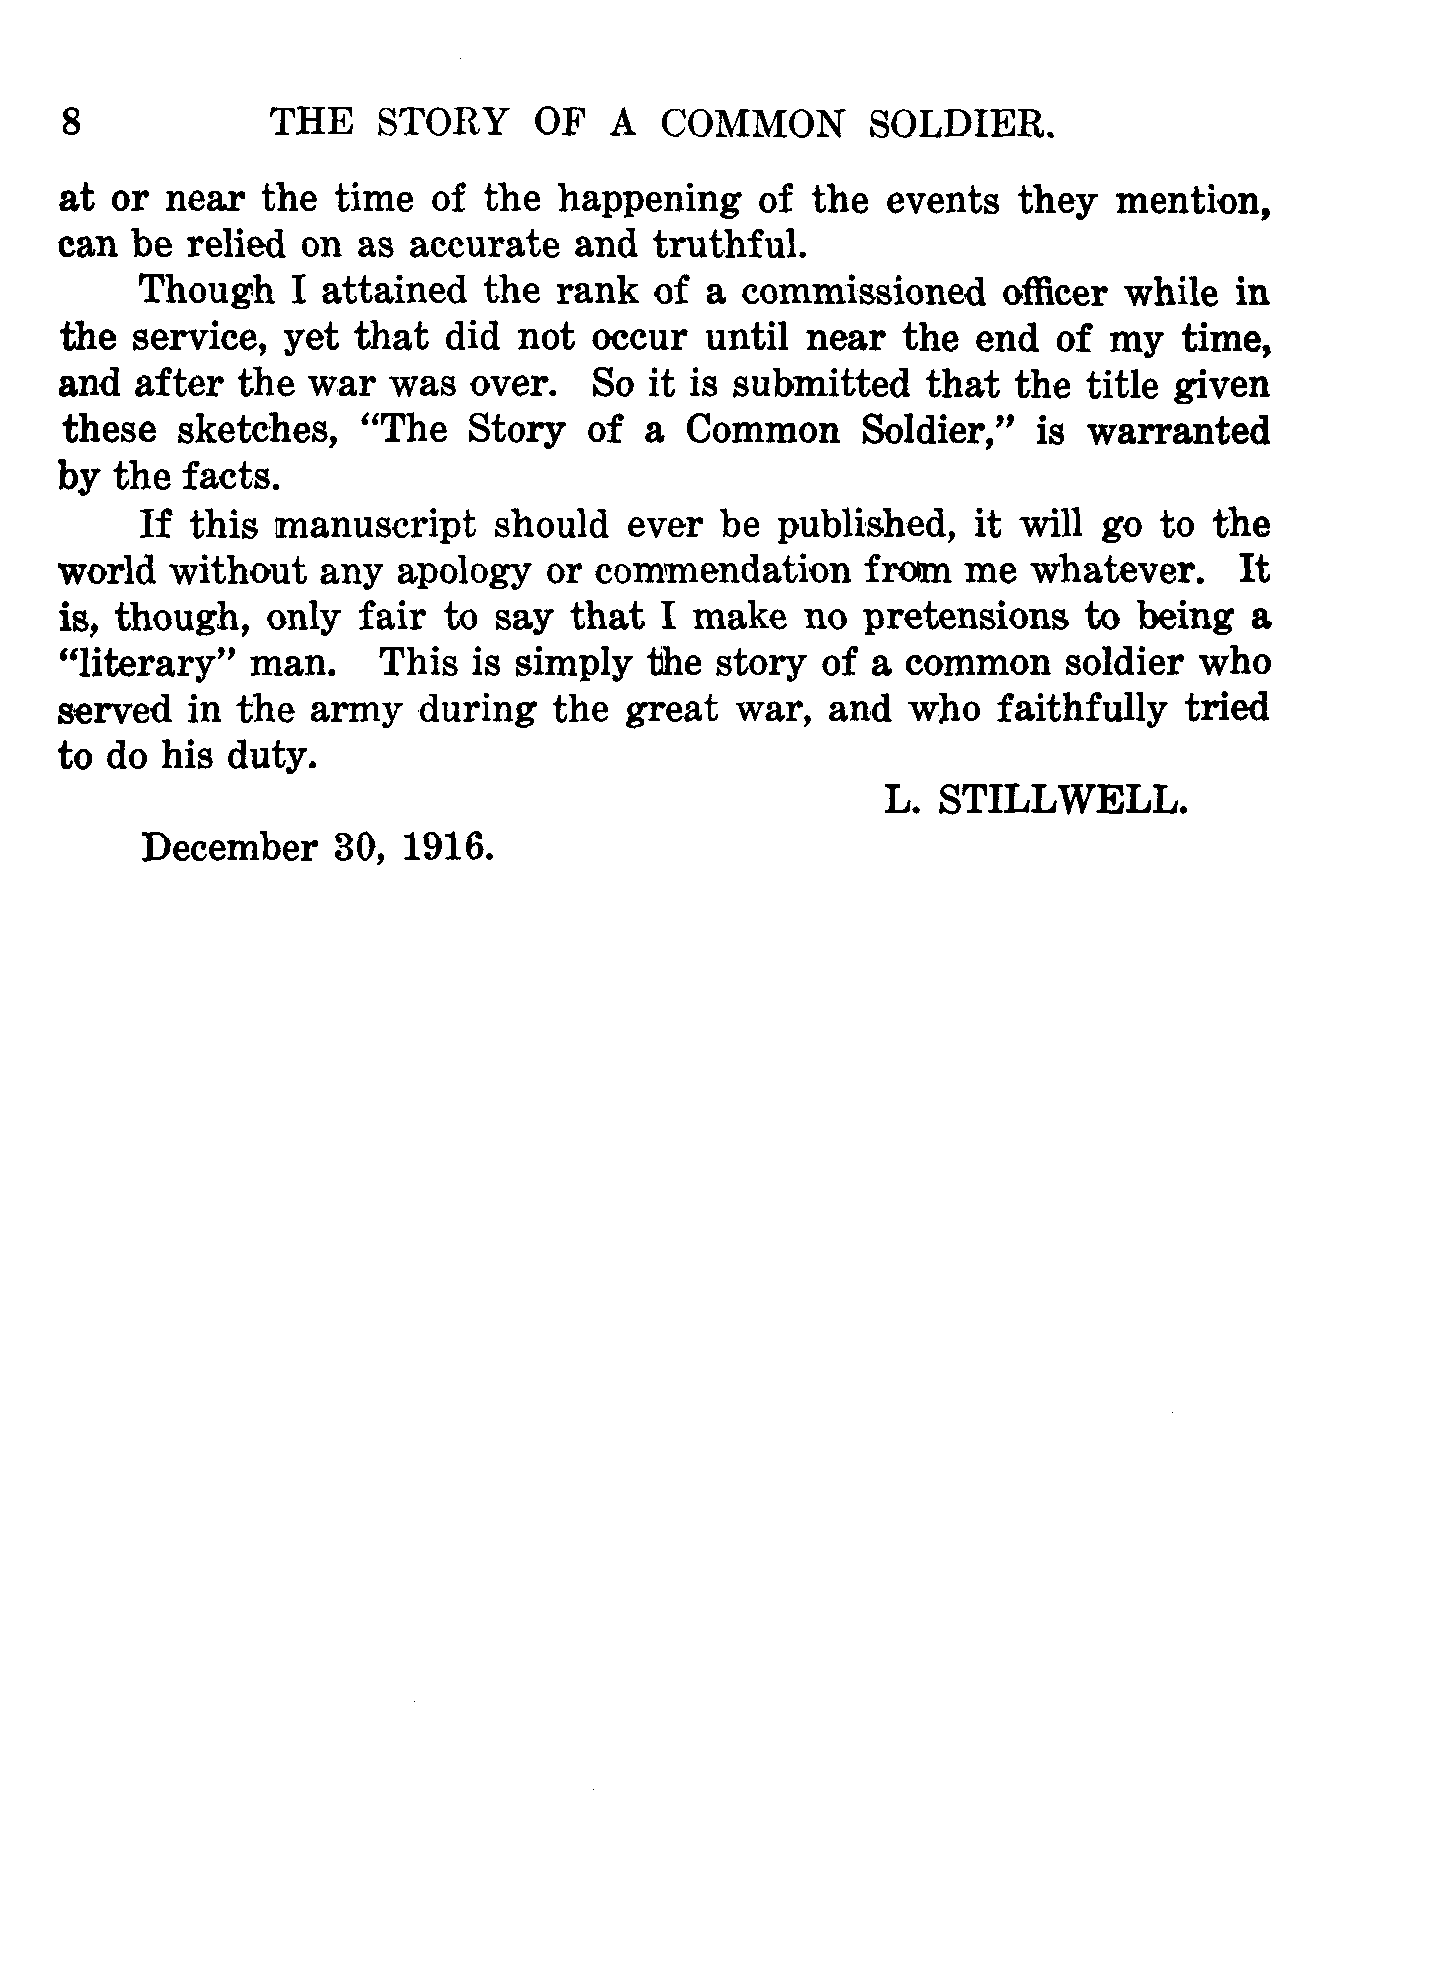 8 THE STORY OF A COMMON SOLDIER.
at or near the time of the happening of the events they mention,
can be relied on as accurate and truthful.
Though I attained the rank of a commissioned officer while in
the service, yet that did not occur until near the end of my time,
and after the war was over. So it is submitted that the title given
these sketches, “The Story of a Common Soldier,” is warranted
by the facts.
If this manuscript should ever be published, it will go to the
world without any apology or commendation from me whatever. It
is, though, only fair to say that I make no pretensions to being a
“literary” man. This is simply the story of a common soldier who
served in the army during the great war, and who faithfully tried
to do his duty.
L. STILLWELL.
December 30, 1916.